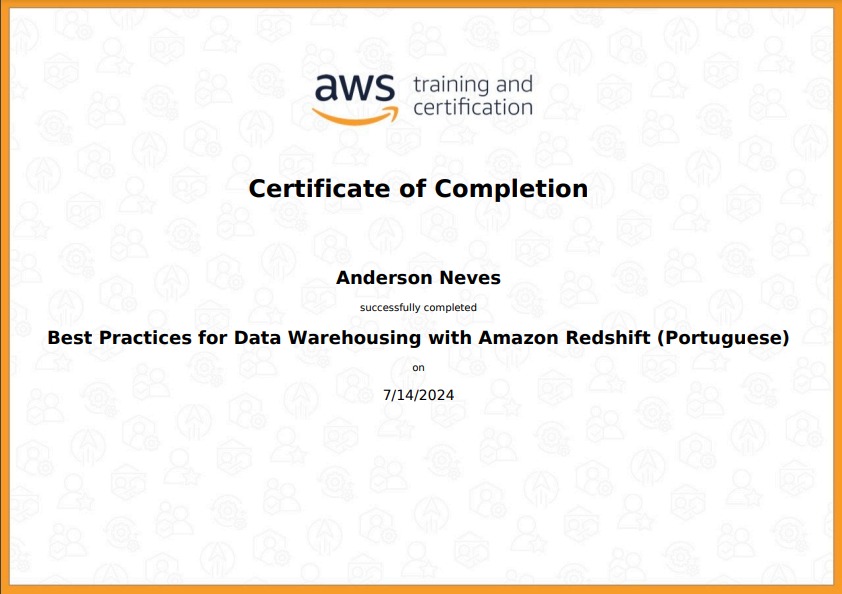 aws training and
certification
Certificate of Completion
Anderson Neves
successfully completed
Best Practices for Data Warehousing with Amazon Redshift (Portuguese)
on
7/14/2024